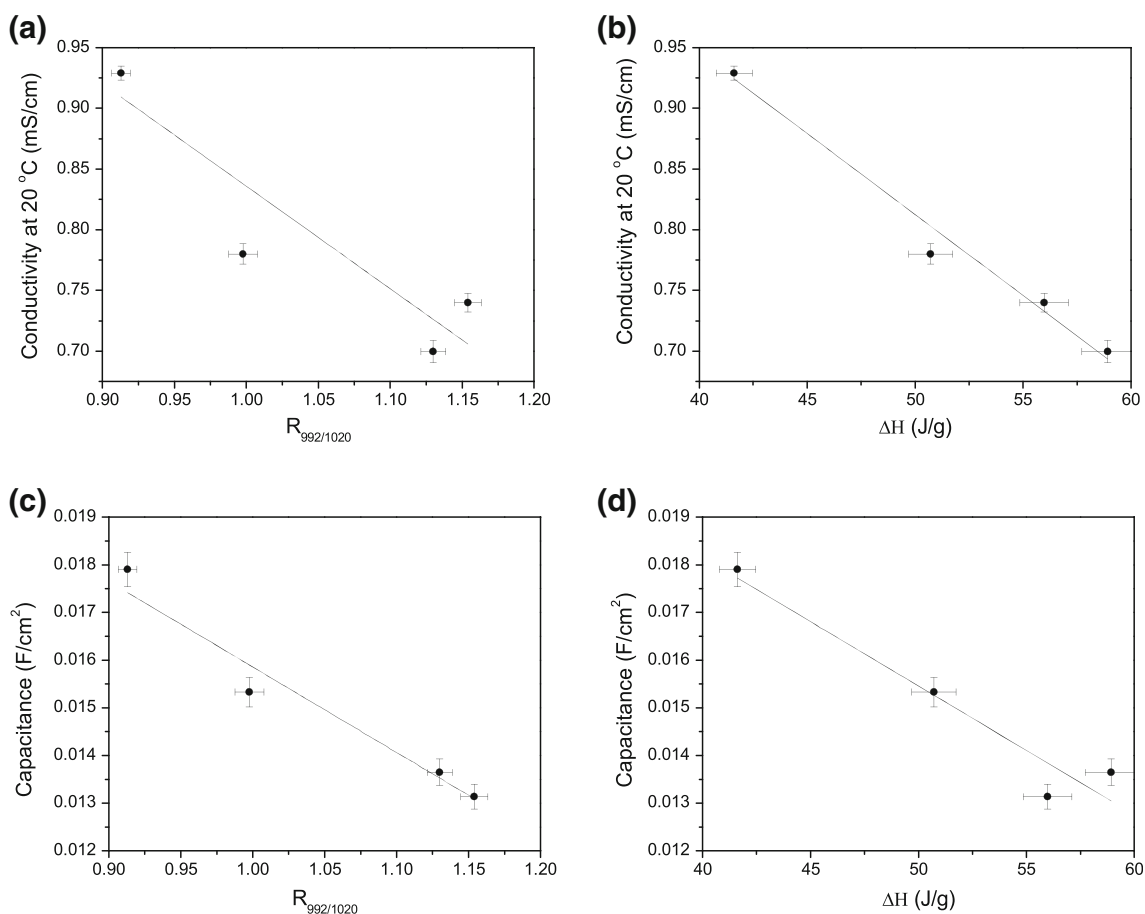 (a)
Conductivity at 20 °C (mS/cm)
0.95
0.90
0.85
0.80
0.75
0.70
0.90 0.95 1.00 1.05 1.10 1.15 1.20
R992/1020
(b)
Conductivity at 20 °C (mS/cm)
0.95
0.90
0.85
0.80
0.75
0.70
40 45 50 55 60
ΔH (J/g)
(c)
Capacitance (F/cm²)
0.019
0.018
0.017
0.016
0.015
0.014
0.013
0.012
0.90 0.95 1.00 1.05 1.10 1.15 1.20
R992/1020
(d)
Capacitance (F/cm²)
0.019
0.018
0.017
0.016
0.015
0.014
0.013
0.012
40 45 50 55 60
ΔH (J/g)